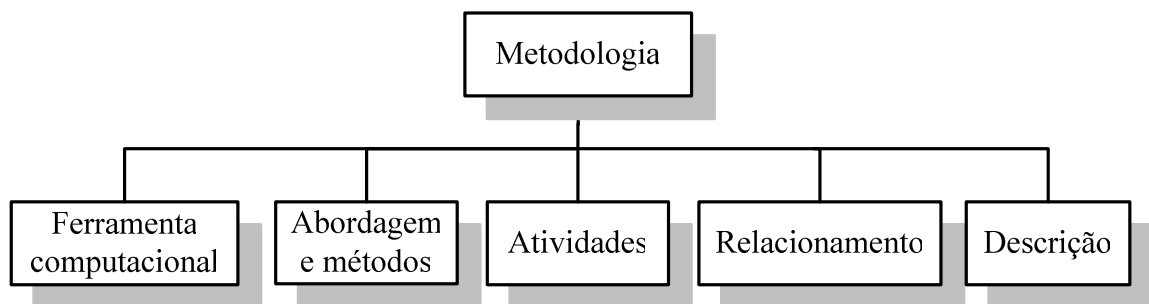 Metodologia
Ferramenta
computacional
Abordagem
e métodos
Atividades
Relacionamento
Descrição